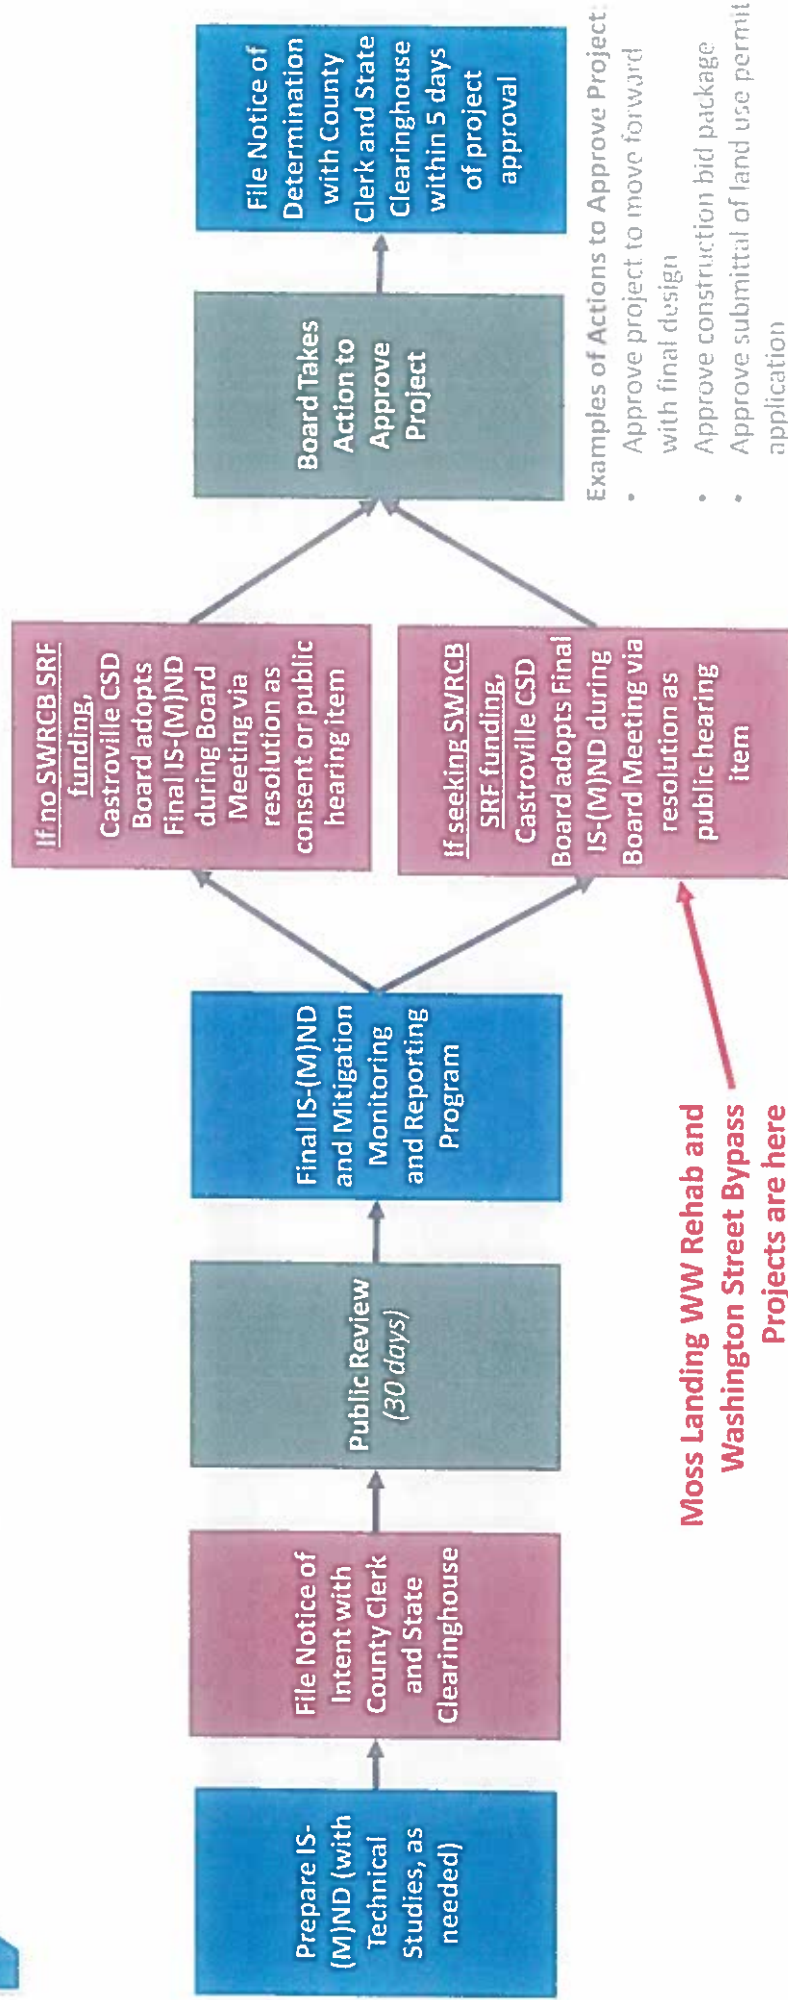 Prepare IS-
(M)ND (with
Technical
Studies, as
needed)
File Notice of
Intent with
County Clerk
and State
Clearinghouse
Public Review
(30 days)
Final IS-(M)ND
and Mitigation
Monitoring
and Reporting
Program
If no SWRCB SRF
funding,
Castroville CSD
Board adopts
Final IS-(M)ND
during Board
Meeting via
resolution as
consent or public
hearing item
If seeking SWRCB
SRF funding,
Castroville CSD
Board adopts Final
IS-(M)ND during
Board Meeting via
resolution as
public hearing
item
Moss Landing WW Rehab and
Washington Street Bypass
Projects are here
Board Takes
Action to
Approve
Project
File Notice of
Determination
with County
Clerk and State
Clearinghouse
within 5 days
of project
approval
Examples of Actions to Approve Project:
• Approve project to move forward
with final design
• Approve construction bid package
• Approve submittal of land use permit
application